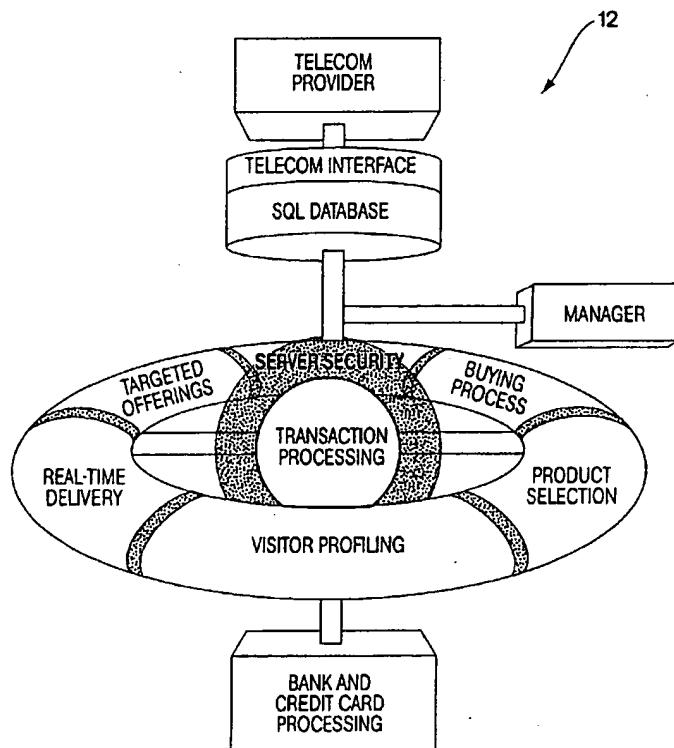 12
TELECOM
PROVIDER
TELECOM INTERFACE
SQL DATABASE
MANAGER
SERVER SECURITY
TARGETED
OFFERINGS
BUYING
PROCESS
TRANSACTION
PROCESSING
REAL-TIME
DELIVERY
PRODUCT
SELECTION
VISITOR PROFILING
BANK AND
CREDIT CARD
PROCESSING